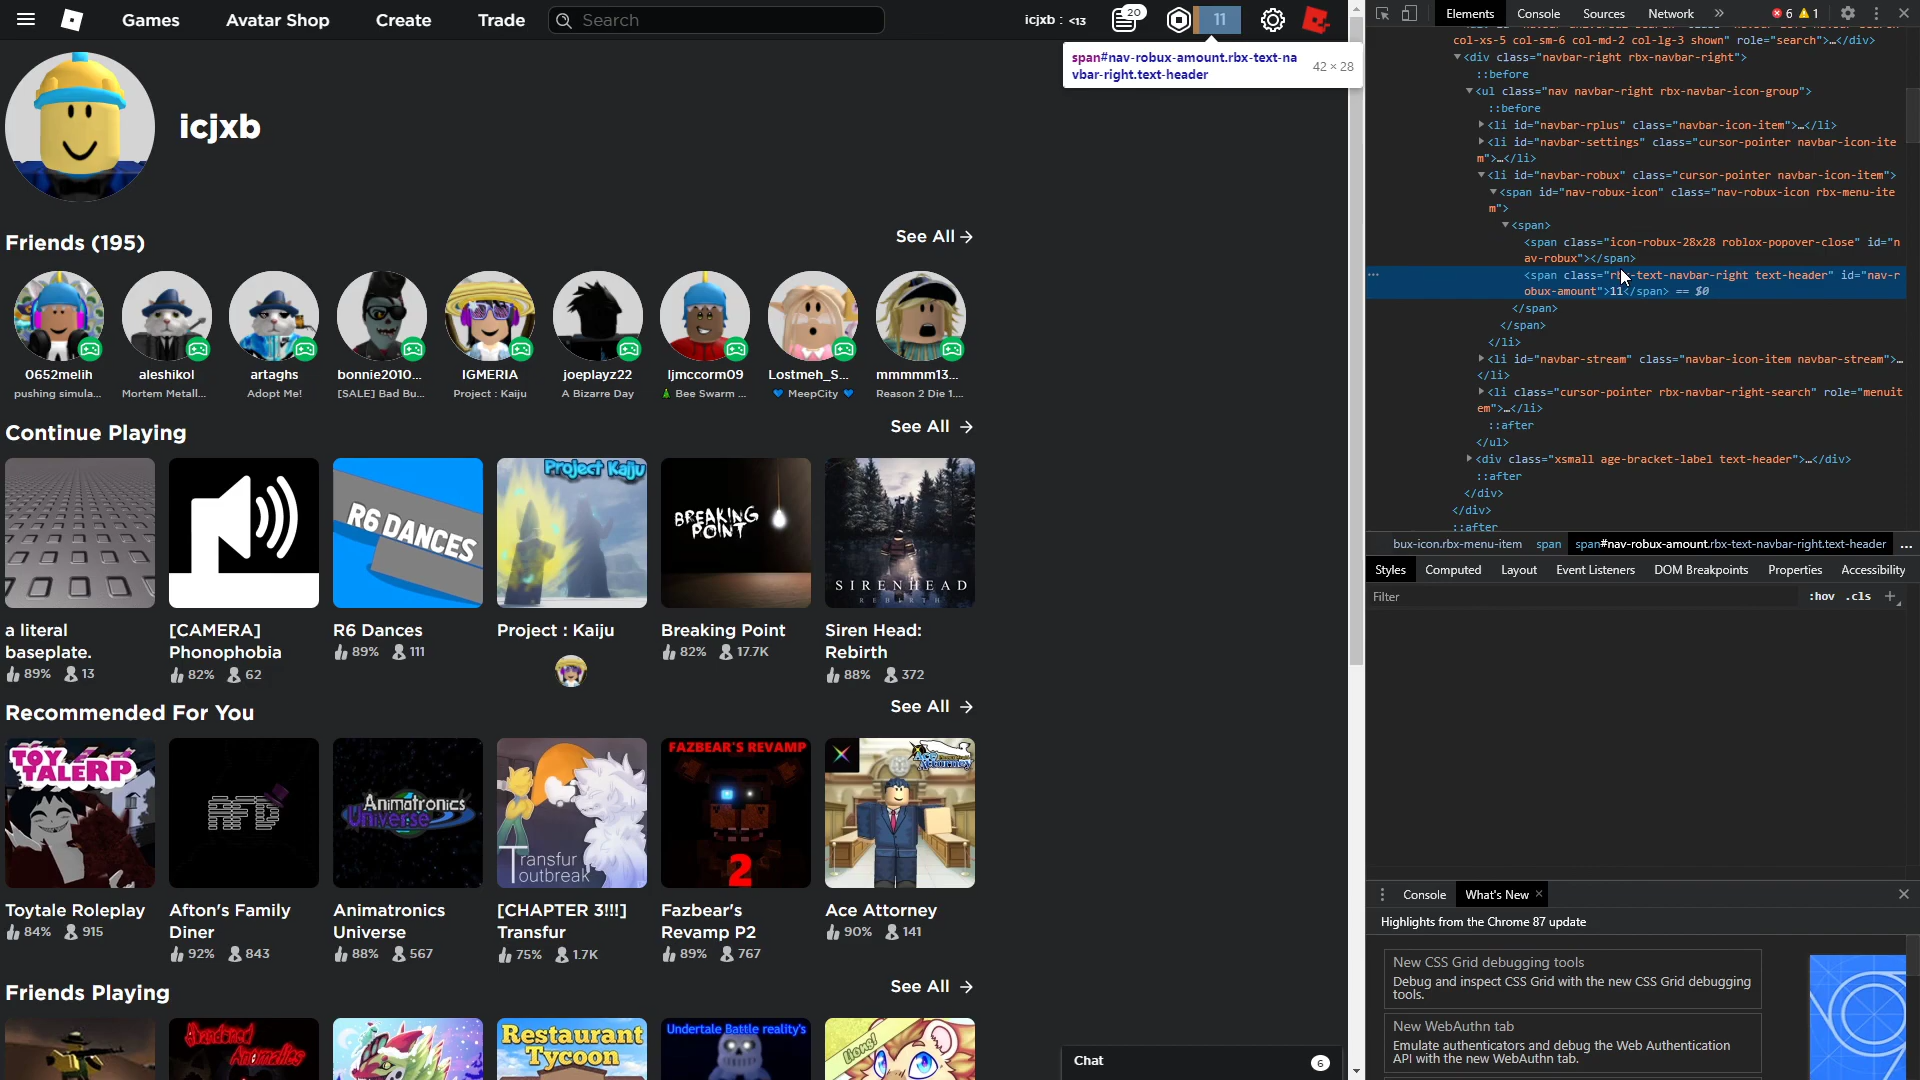 Games
Avatar Shop
Create
Trade
Search
icjxb : <13
20
11
span#nav-robux-amount.rbx-text-na
vbar-right.text-header
42 × 28
icjxb
Friends (195)
See All
0652melih
pushing simula...
aleshikol
Mortem Metall...
artaghs
Adopt Me!
bonnie2010...
[SALE] Bad Bu...
IGMERIA
Project : Kaiju
joeplayz22
A Bizarre Day
ljmccorm09
Bee Swarm ...
Lostmeh_S...
MeepCity
mmmmm13...
Reason 2 Die 1....
Continue Playing
See All
R6 DANCES
Project Kaiju
BREAKING
POINT
SIRENHEAD
REBIRTH
a literal
baseplate.
89% 13
[CAMERA]
Phonophobia
82% 62
R6 Dances
89% 111
Project : Kaiju
Breaking Point
82% 17.7K
Siren Head:
Rebirth
88% 372
Recommended For You
See All
TOY
TALERP
AFD
Animatronics
Universe
Transfur
outbreak
FAZBEAR'S REVAMP
2
Ace
Attorney
Toytale Roleplay
84% 915
Afton's Family
Diner
92% 843
Animatronics
Universe
88% 567
[CHAPTER 3!!!]
Transfur
75% 1.7K
Fazbear's
Revamp P2
89% 767
Ace Attorney
90% 141
Friends Playing
See All
Abandoned
Anomalies
Restaurant
Tycoon
Undertale Battle reality's
lions!
Chat
6
Elements
Console
Sources
Network
»
6
1
col-xs-5 col-sm-6 col-md-2 col-lg-3 shown" role="search">…</div>
<div class="navbar-right rbx-navbar-right">
::before
<ul class="nav navbar-right rbx-navbar-icon-group">
::before
<li id="navbar-rplus" class="navbar-icon-item">…</li>
<li id="navbar-settings" class="cursor-pointer navbar-icon-ite
m">…</li>
<li id="navbar-robux" class="cursor-pointer navbar-icon-item">
<span id="nav-robux-icon" class="nav-robux-icon rbx-menu-ite
m">
<span>
<span class="icon-robux-28x28 roblox-popover-close" id="n
av-robux"></span>
<span class="rbx-text-navbar-right text-header" id="nav-r
obux-amount">11</span> == $0
</span>
</span>
</li>
<li id="navbar-stream" class="navbar-icon-item navbar-stream">…
</li>
<li class="cursor-pointer rbx-navbar-right-search" role="menuit
em">…</li>
::after
</ul>
<div class="xsmall age-bracket-label text-header">…</div>
::after
</div>
</div>
::after
bux-icon.rbx-menu-item
span
span#nav-robux-amount.rbx-text-navbar-right.text-header
...
Styles
Computed
Layout
Event Listeners
DOM Breakpoints
Properties
Accessibility
Filter
:hov .cls +
Console
What's New ×
Highlights from the Chrome 87 update
New CSS Grid debugging tools
Debug and inspect CSS Grid with the new CSS Grid debugging
tools.
New WebAuthn tab
Emulate authenticators and debug the Web Authentication
API with the new WebAuthn tab.